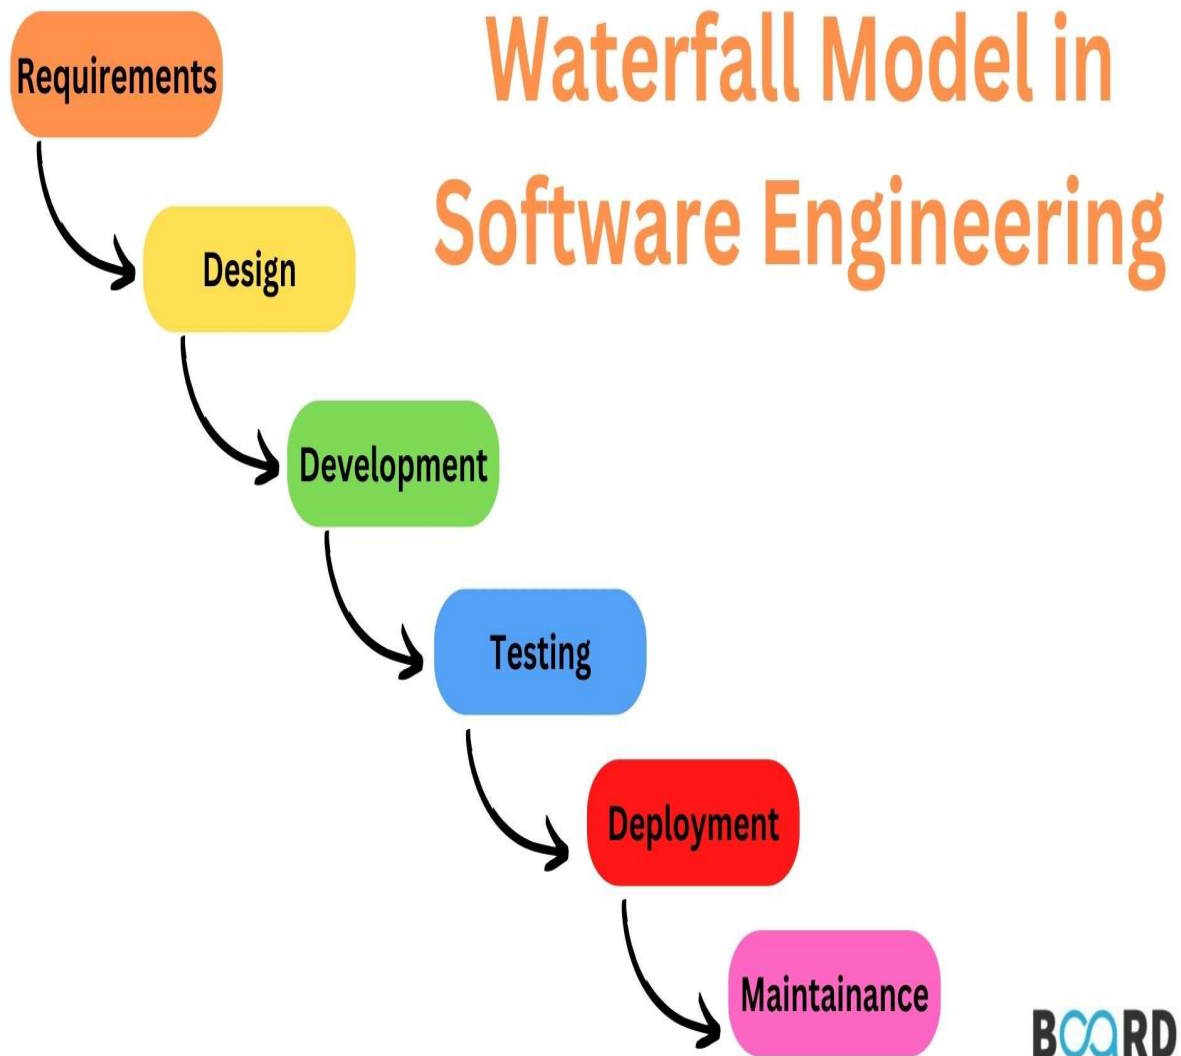 Waterfall Model in
Software Engineering
Requirements
Design
Development
Testing
Deployment
Maintainance
BOARD